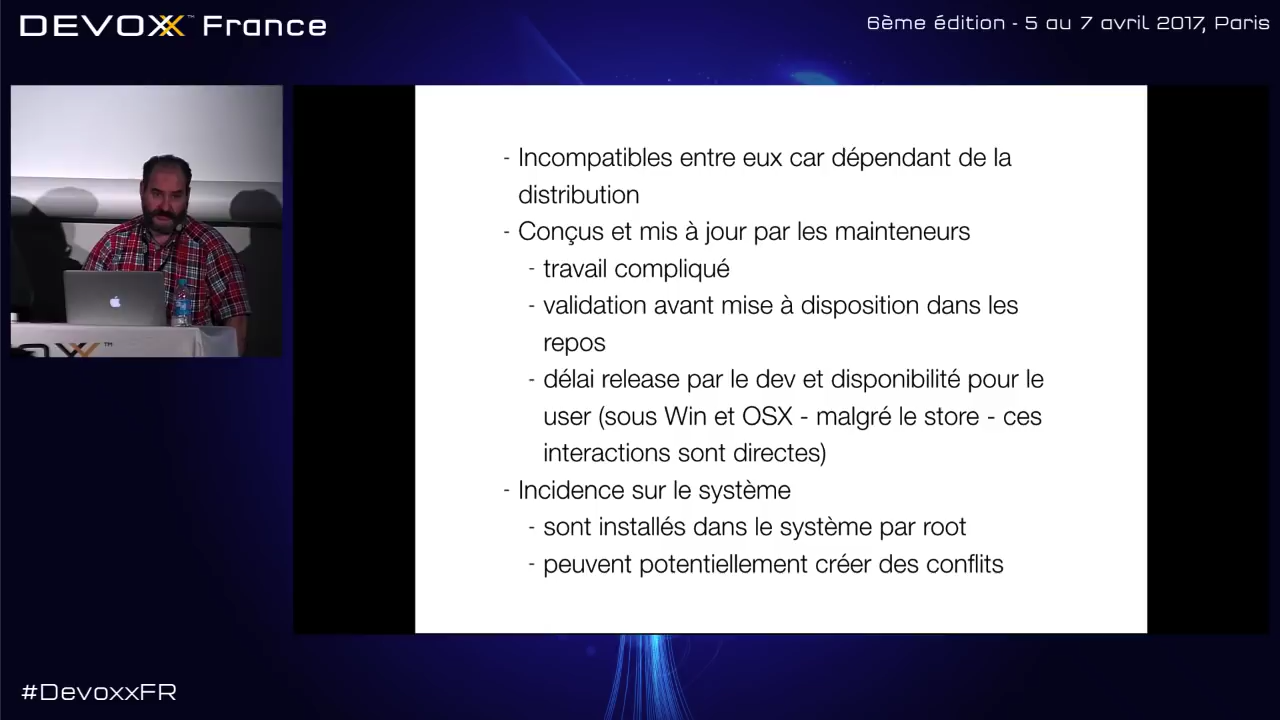 DEVOXX™ France
6ème édition - 5 au 7 avril 2017, Paris
- Incompatibles entre eux car dépendant de la
distribution
- Conçus et mis à jour par les mainteneurs
- travail compliqué
- validation avant mise à disposition dans les
repos
- délai release par le dev et disponibilité pour le
user (sous Win et OSX - malgré le store - ces
interactions sont directes)
- Incidence sur le système
- sont installés dans le système par root
- peuvent potentiellement créer des conflits
#DevoxxFR